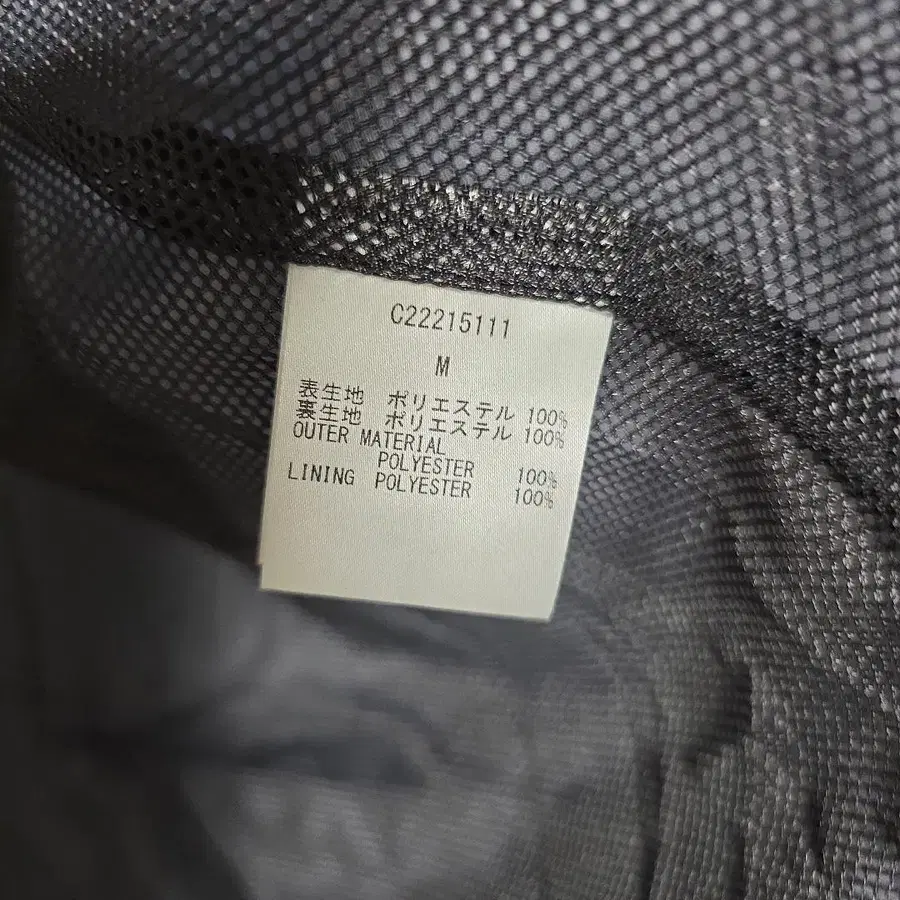 C22215111
M
表生地 ポリエステル 100%
裏生地 ポリエステル 100%
OUTER MATERIAL
POLYESTER 100%
LINING POLYESTER 100%